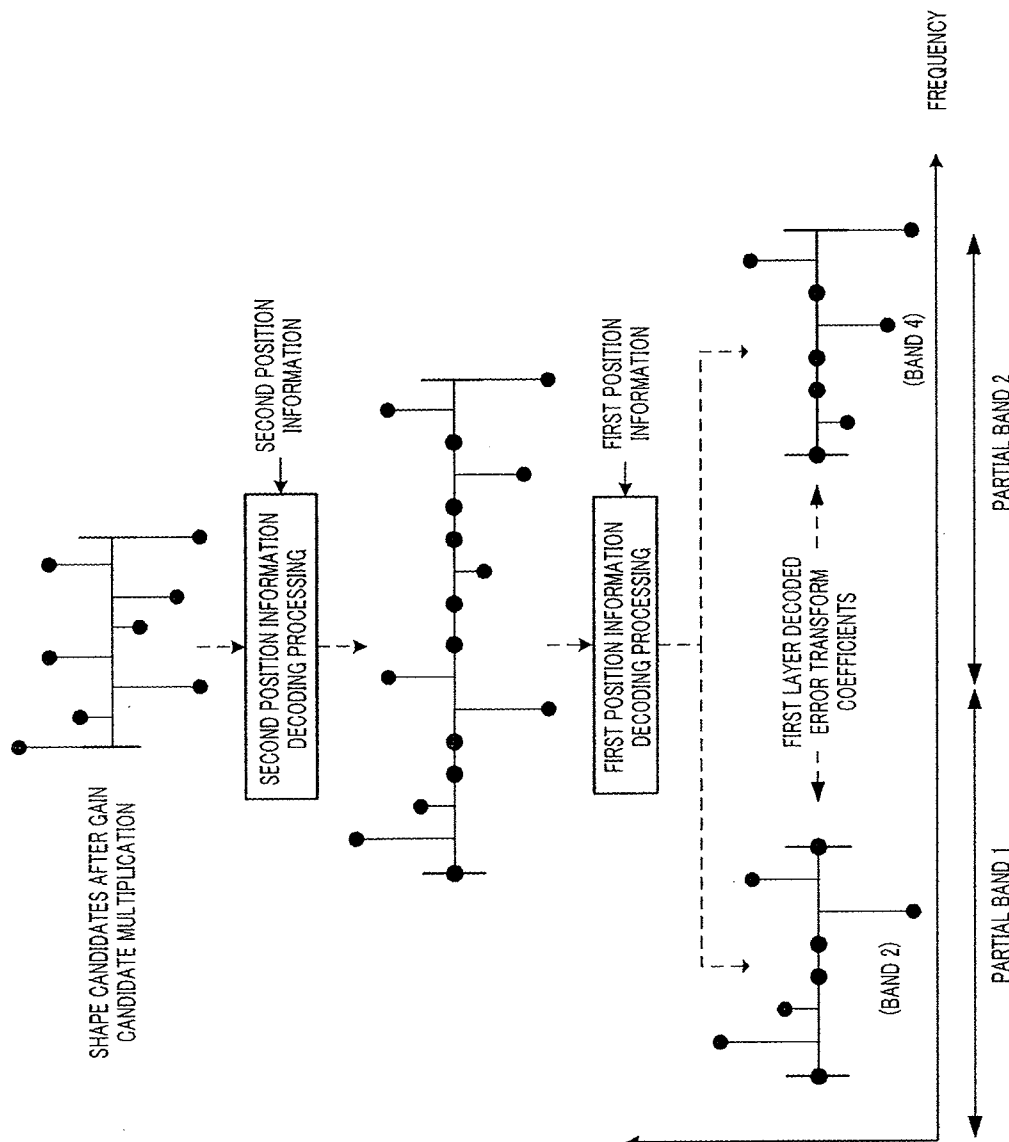 SHAPE CANDIDATES AFTER GAIN
CANDIDATE MULTIPLICATION
SECOND POSITION
INFORMATION
SECOND POSITION INFORMATION
DECODING PROCESSING
FIRST POSITION
INFORMATION
FIRST POSITION INFORMATION
DECODING PROCESSING
FIRST LAYER DECODED
ERROR TRANSFORM
COEFFICIENTS
(BAND 2)
(BAND 4)
FREQUENCY
PARTIAL BAND 1
PARTIAL BAND 2